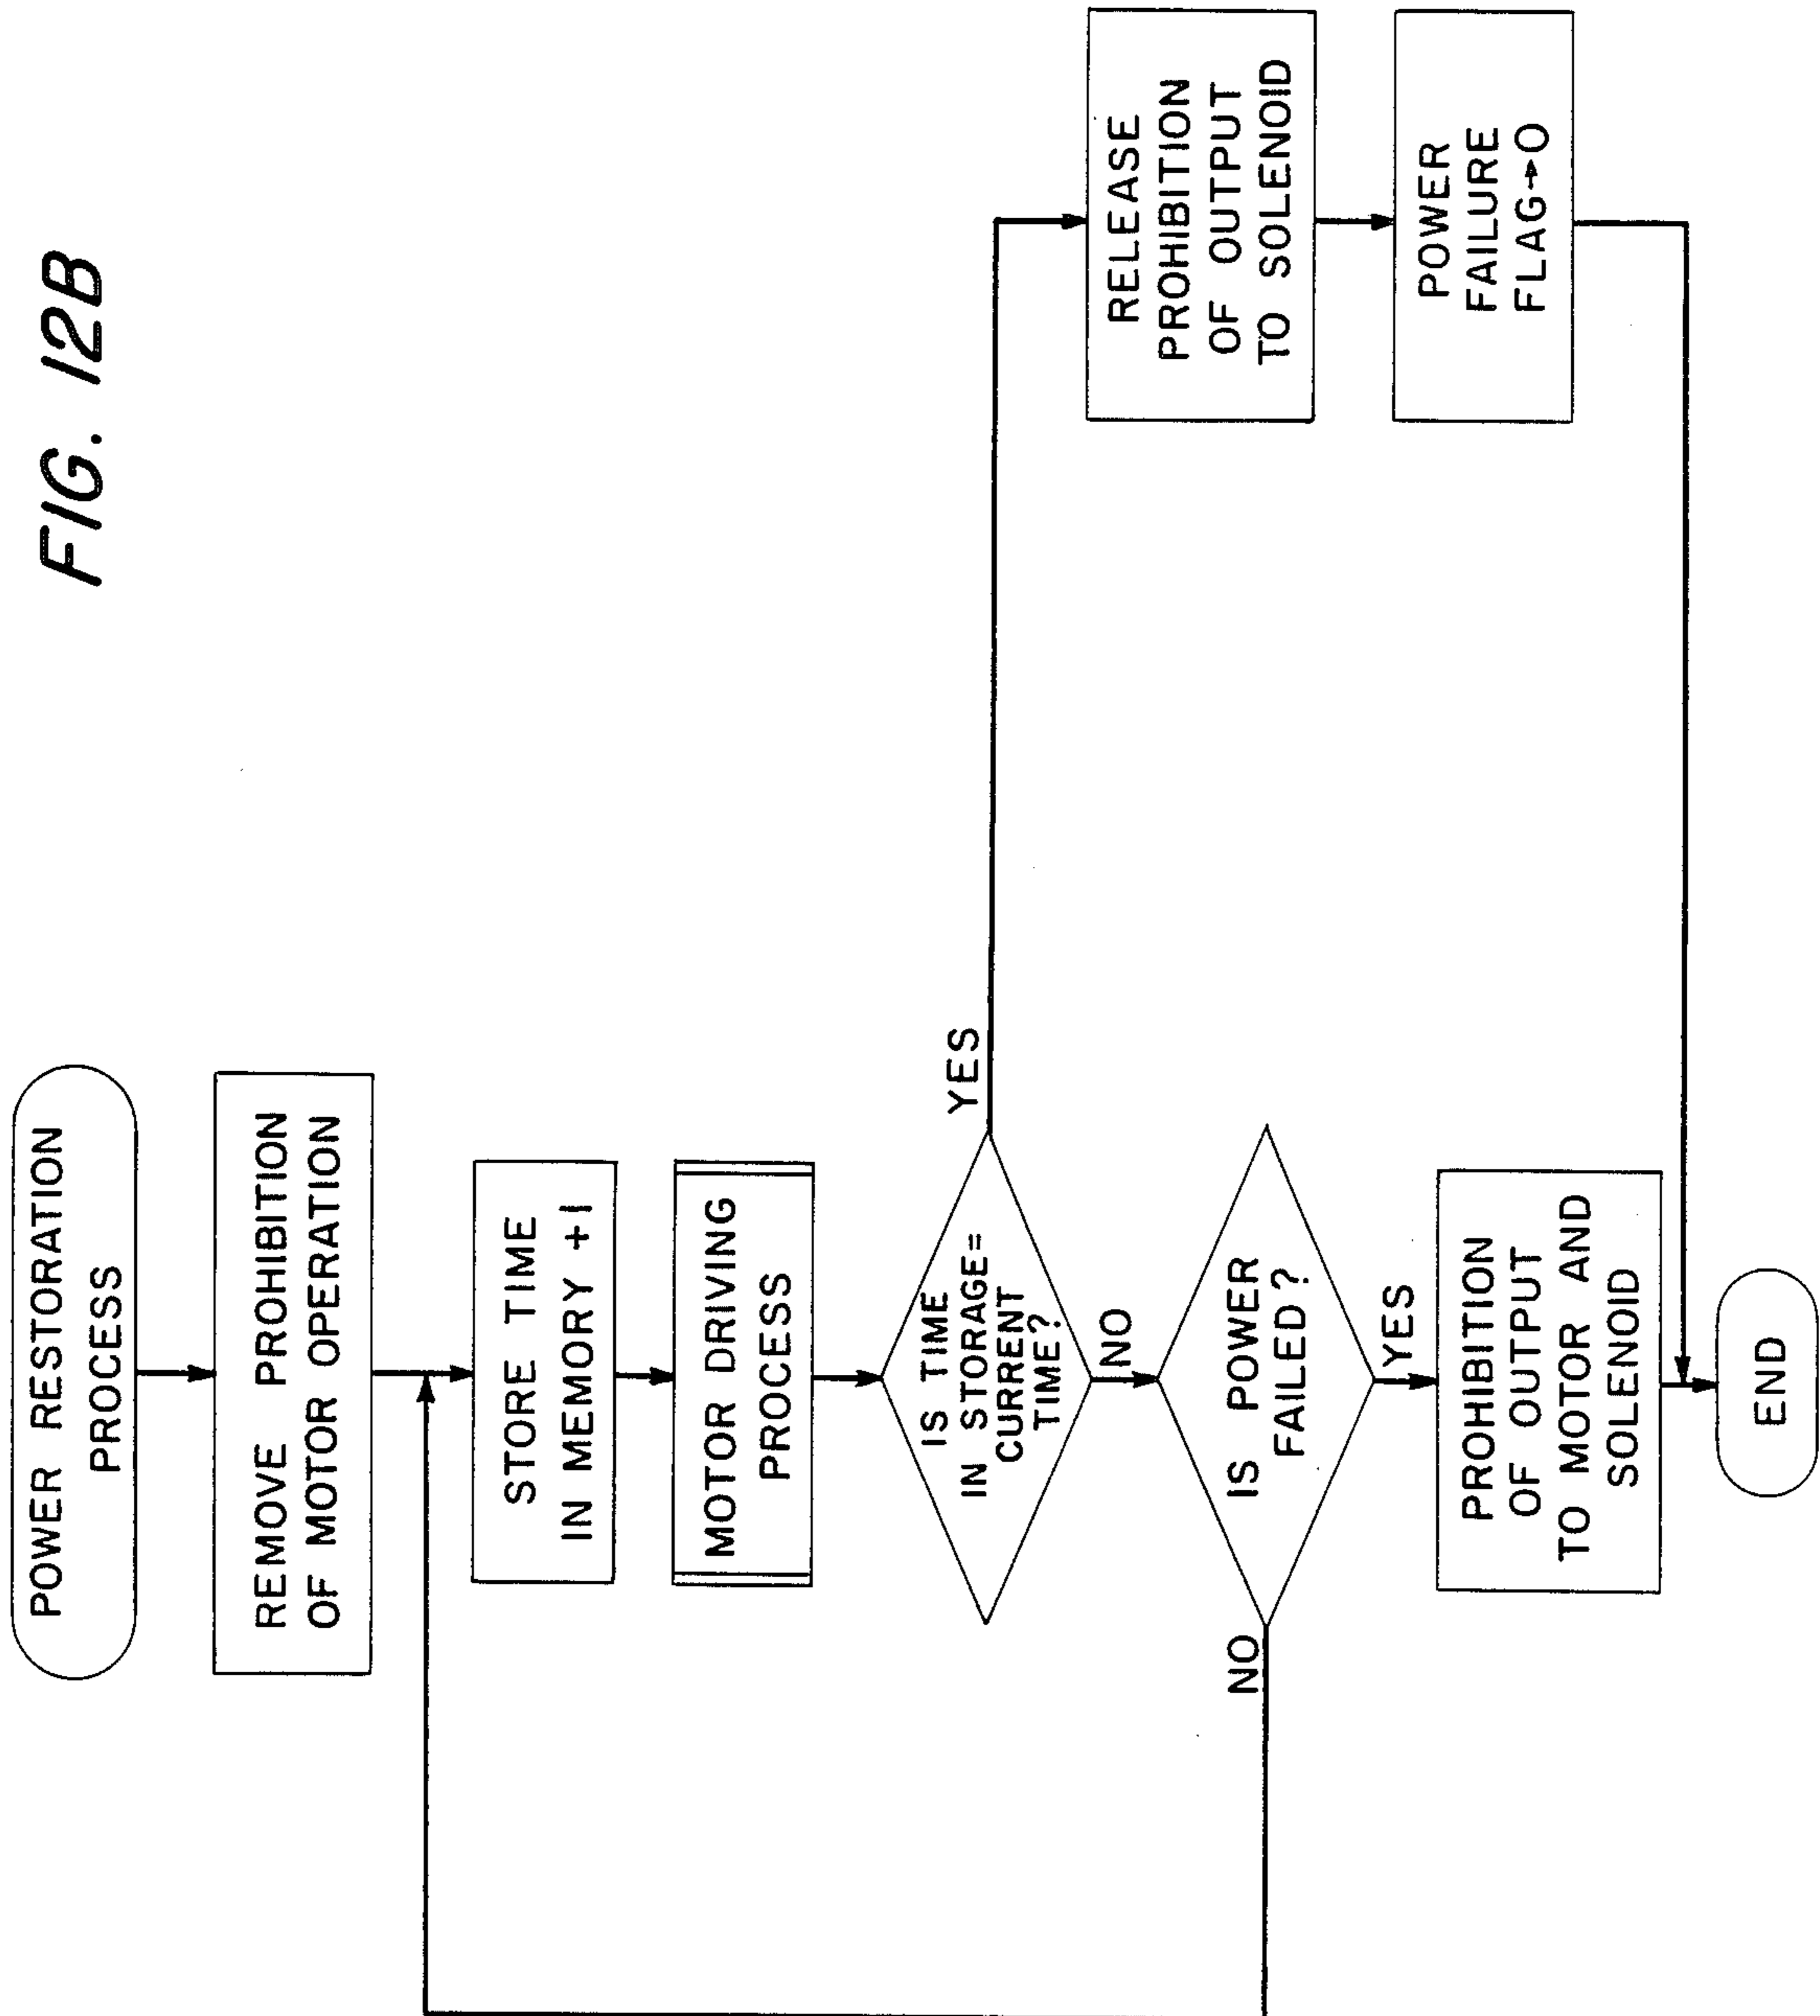 FIG. 12B
POWER RESTORATION
PROCESS
REMOVE PROHIBITION
OF MOTOR OPERATION
STORE TIME
IN MEMORY +1
MOTOR DRIVING
PROCESS
IS TIME
IN STORAGE=
CURRENT
TIME?
YES
NO
RELEASE
PROHIBITION
OF OUTPUT
TO SOLENOID
POWER
FAILURE
FLAG→0
IS POWER
FAILED?
NO
YES
PROHIBITION
OF OUTPUT
TO MOTOR AND
SOLENOID
END